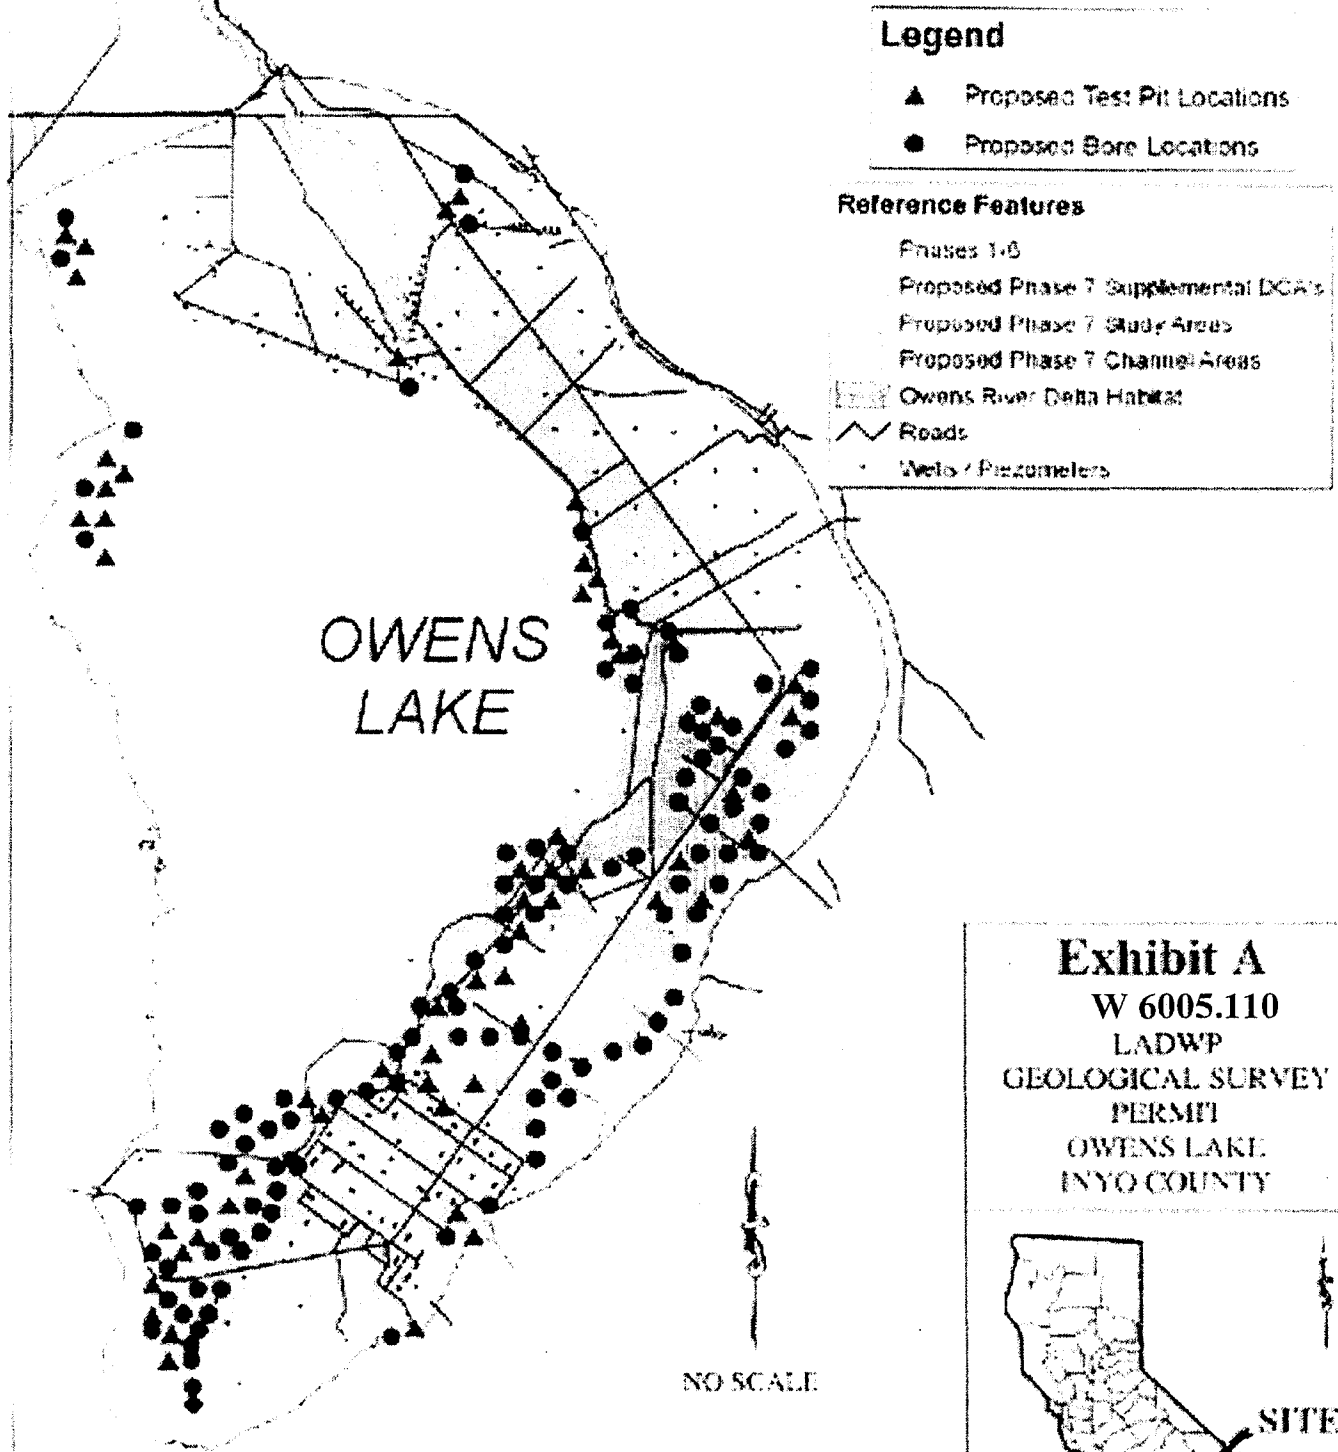 Legend
Proposed Test Pit Locations
Proposed Bore Locations
Reference Features
Phases 1-6
Proposed Phase 7 Supplemental DCA's
Proposed Phase 7 Study Areas
Proposed Phase 7 Channel Areas
Owens River Delta Habitat
Roads
Wells / Piezometers
OWENS
LAKE
Exhibit A
W 6005.110
LADWP
GEOLOGICAL SURVEY
PERMIT
OWENS LAKE
INYO COUNTY
NO SCALE
SITE